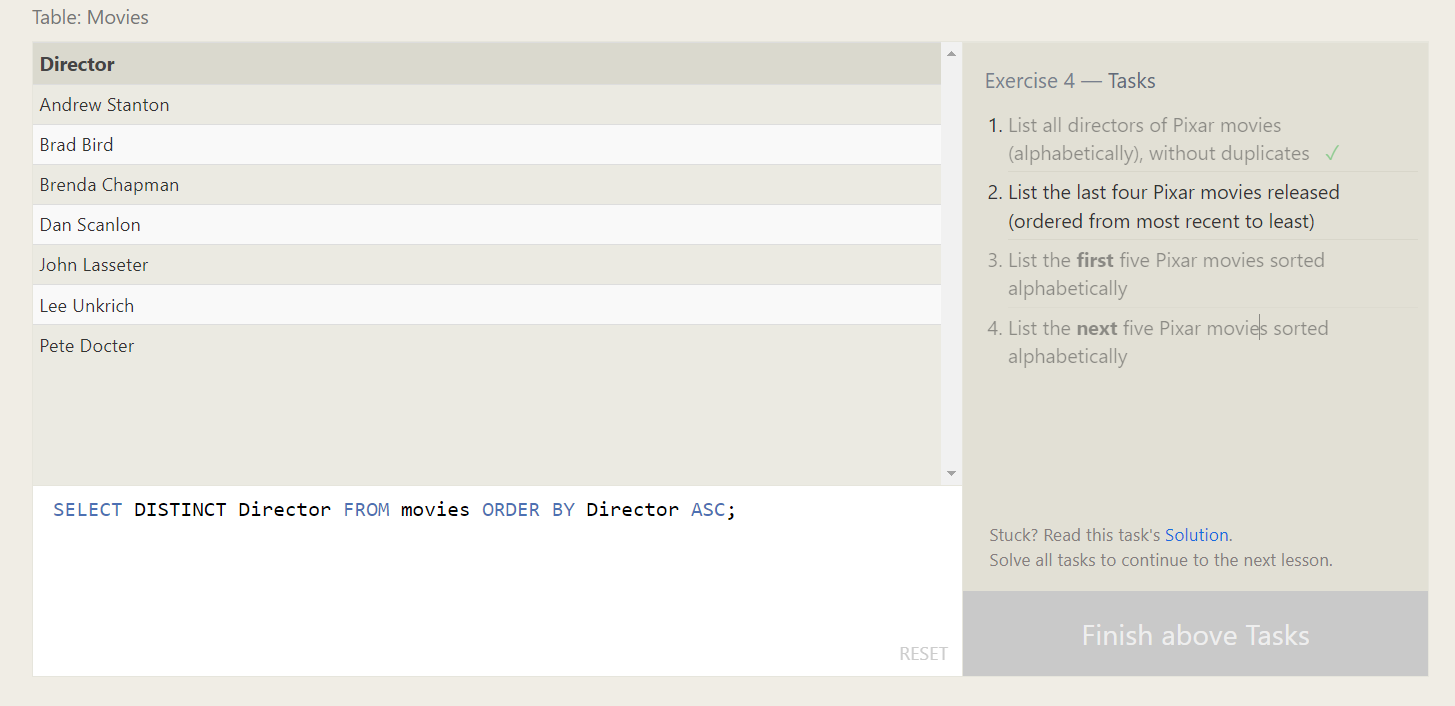 Table: Movies
Director
Andrew Stanton
Brad Bird
Brenda Chapman
Dan Scanlon
John Lasseter
Lee Unkrich
Pete Docter
SELECT DISTINCT Director FROM movies ORDER BY Director ASC;
RESET
Exercise 4 — Tasks
1. List all directors of Pixar movies
(alphabetically), without duplicates ✓
2. List the last four Pixar movies released
(ordered from most recent to least)
3. List the first five Pixar movies sorted
alphabetically
4. List the next five Pixar movies sorted
alphabetically
Stuck? Read this task's Solution.
Solve all tasks to continue to the next lesson.
Finish above Tasks